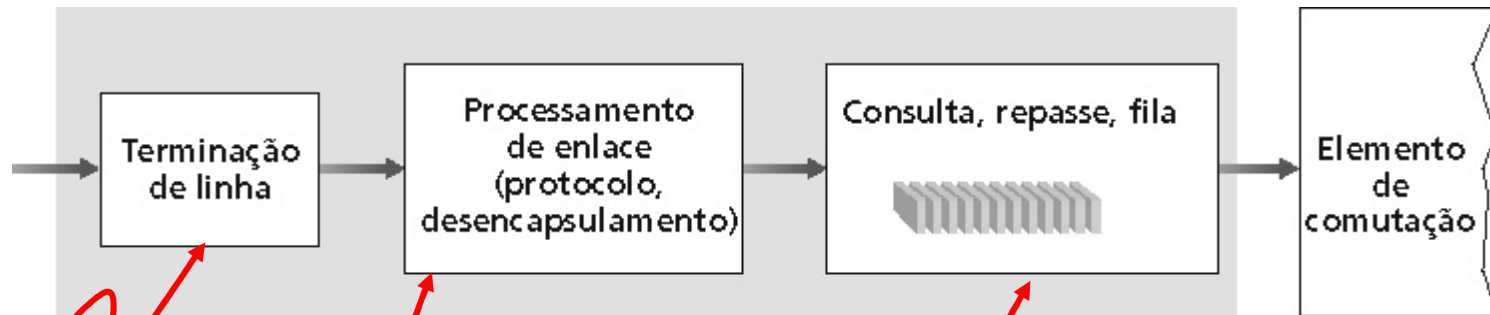 Terminação
de linha
Processamento
de enlace
(protocolo,
desencapsulamento)
Consulta, repasse, fila
Elemento
de
comutação